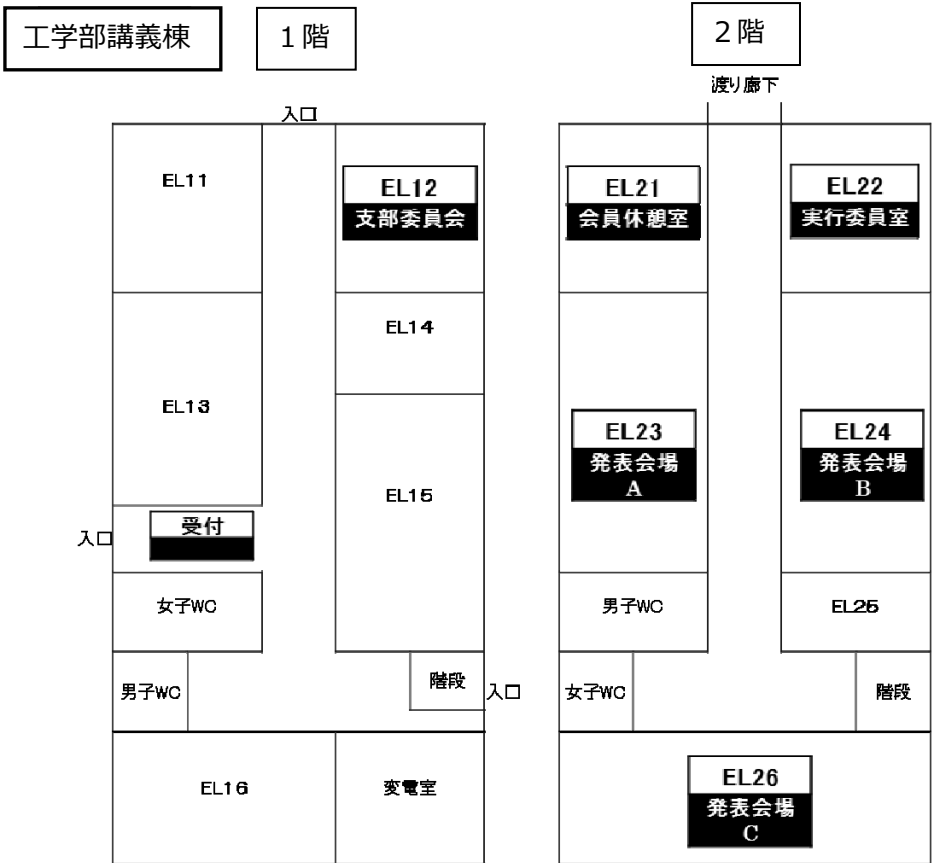 工学部講義棟
1階
2階
渡り廊下
入口
EL11
EL12
支部委員会
EL14
EL13
EL15
受付
入口
女子WC
男子WC
階段
入口
EL16
変電室
EL21
会員休憩室
EL22
実行委員室
EL23
発表会場
A
EL24
発表会場
B
男子WC
EL25
女子WC
階段
EL26
発表会場
C